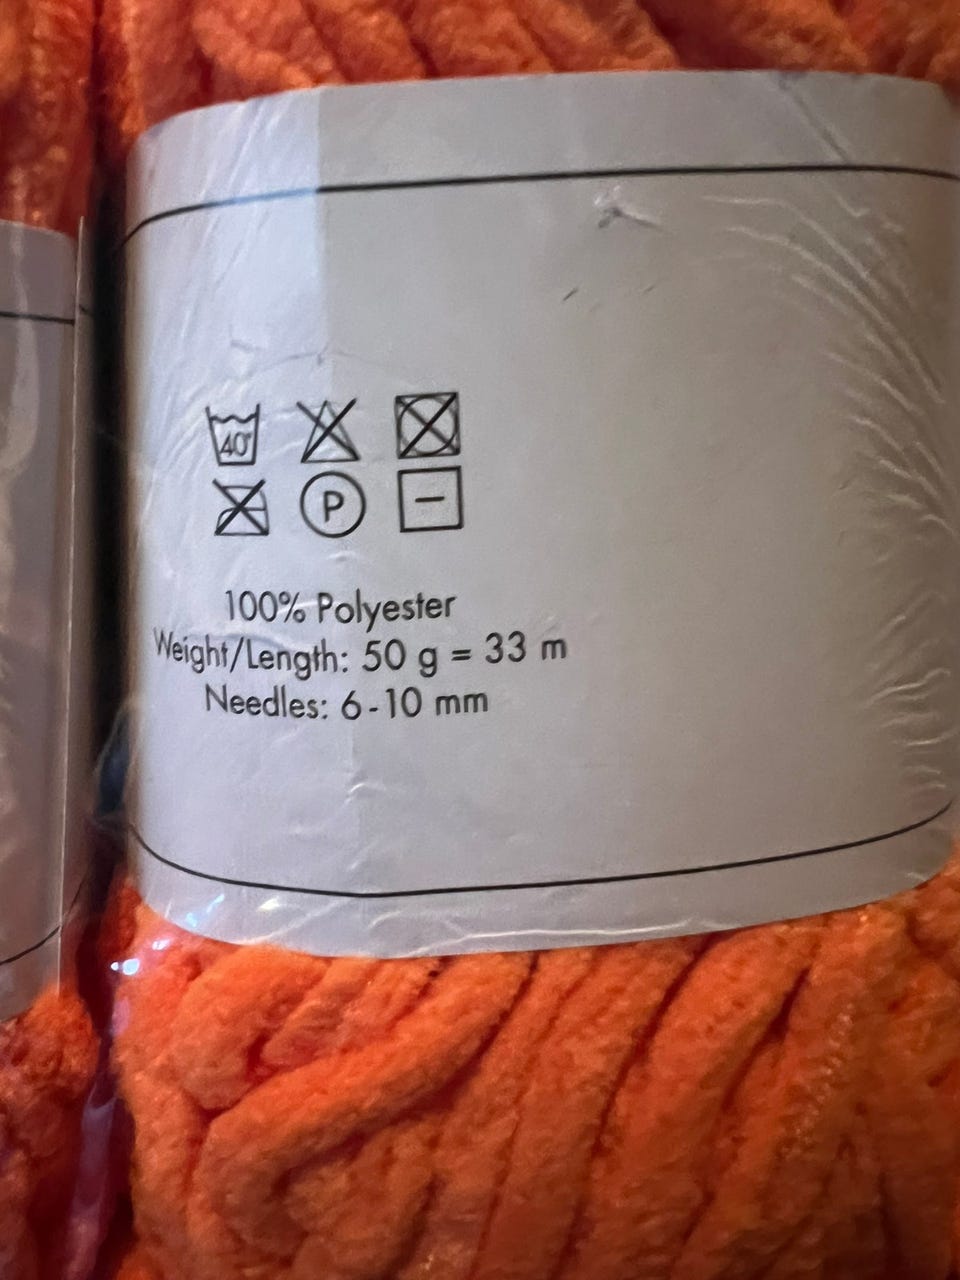 40°
P
100% Polyester
Weight/Length: 50 g = 33 m
Needles: 6-10 mm